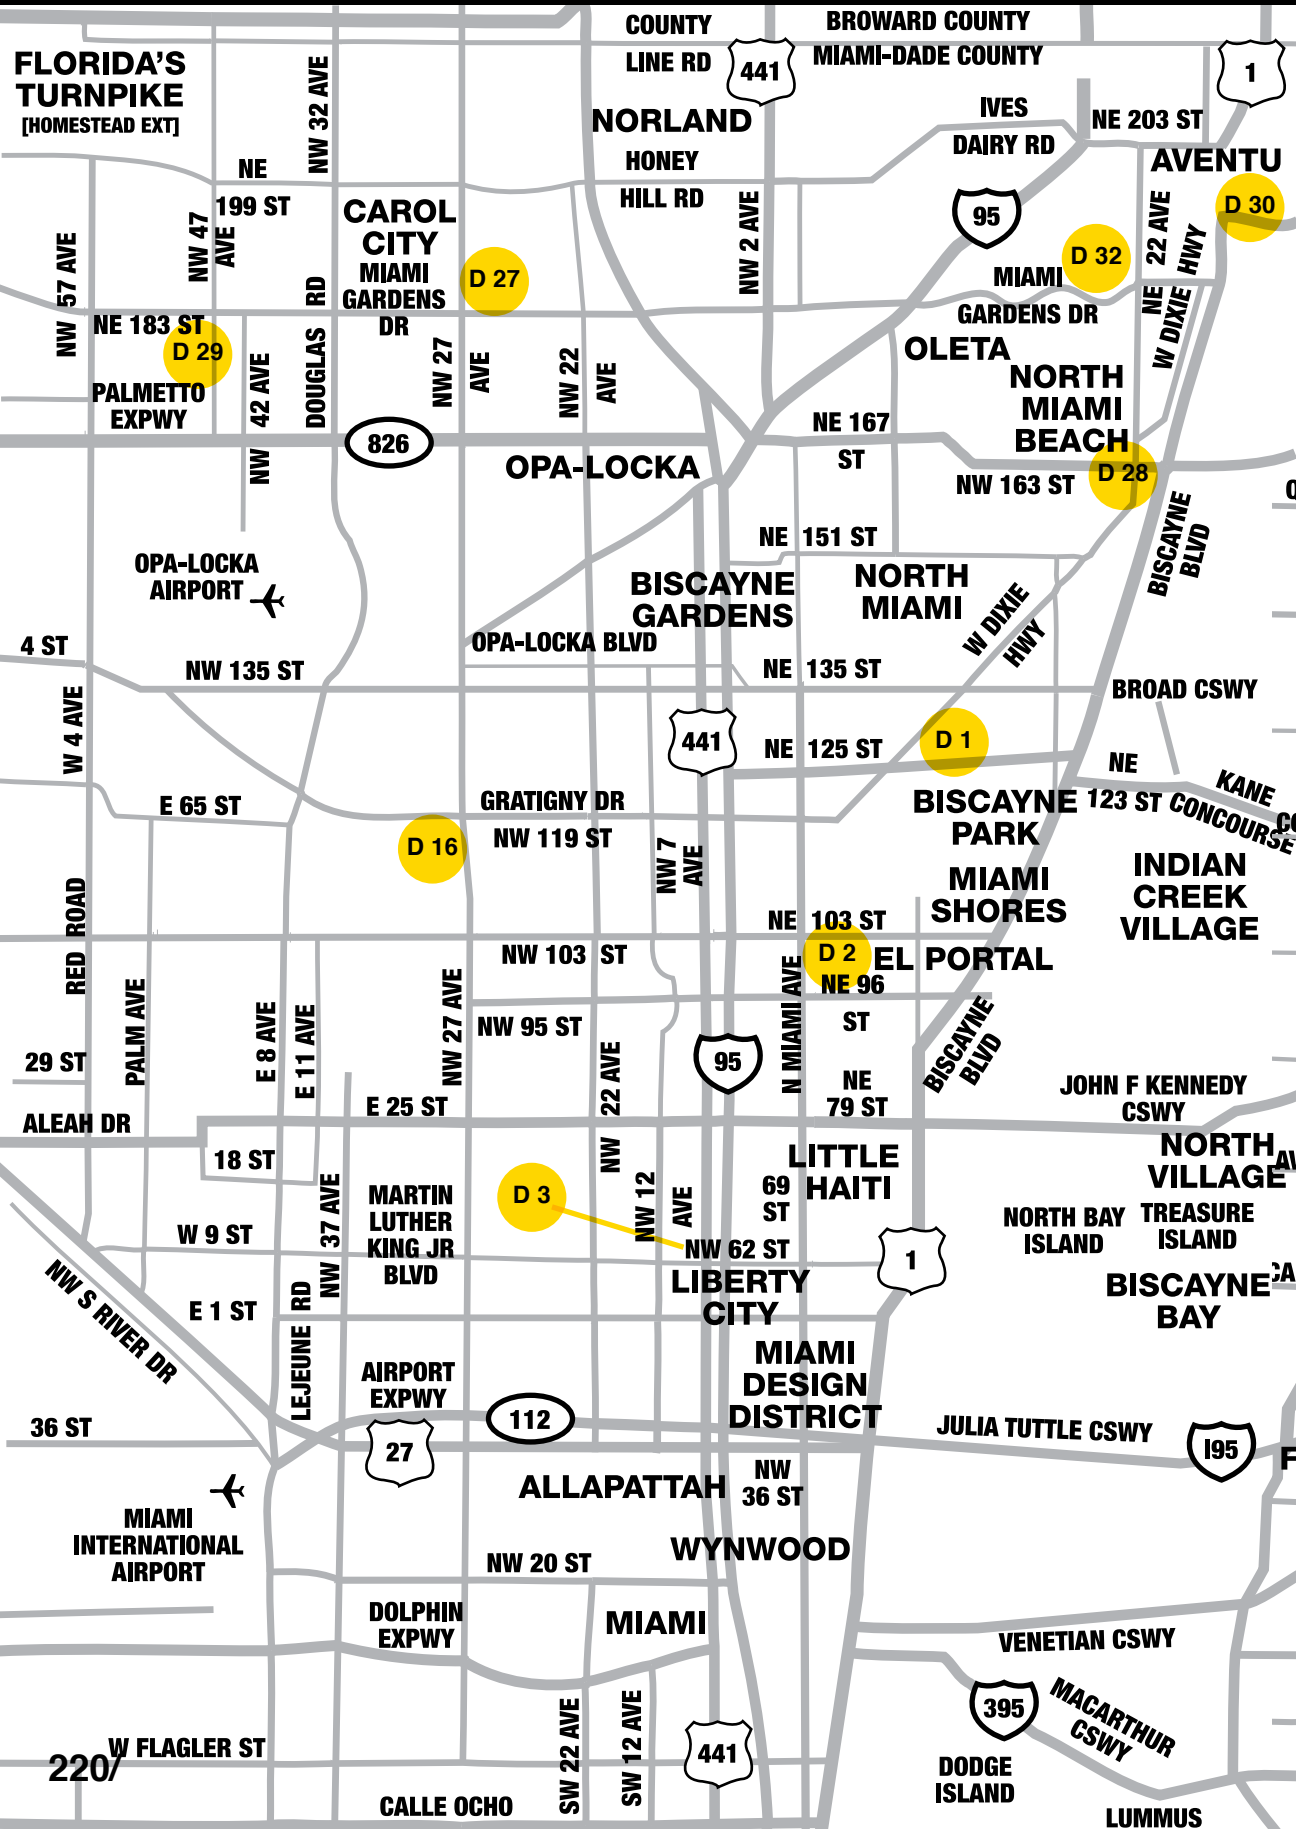 COUNTY
LINE RD
BROWARD COUNTY
MIAMI-DADE COUNTY
441
1
FLORIDA'S
TURNPIKE
[HOMESTEAD EXT]
NW 32 AVE
NORLAND
HONEY
HILL RD
IVES
DAIRY RD
NE 203 ST
AVENTU
NE
199 ST
NW 47
AVE
CAROL
CITY
MIAMI
GARDENS
DR
D 27
NW 2 AVE
95
D 32
D 30
NE 22 AVE
W DIXIE HWY
MIAMI
GARDENS DR
NW 57 AVE
NE 183 ST
D 29
PALMETTO
EXPWY
NW 42 AVE
DOUGLAS RD
NW 27
AVE
NW 22
AVE
OLETA
NORTH
MIAMI
BEACH
826
OPA-LOCKA
NE 167
ST
NW 163 ST
D 28
BISCAYNE
BLVD
NE 151 ST
OPA-LOCKA
AIRPORT
BISCAYNE
GARDENS
NORTH
MIAMI
W DIXIE
HWY
4 ST
NW 135 ST
OPA-LOCKA BLVD
NE 135 ST
BROAD CSWY
W 4 AVE
441
NE 125 ST
D 1
NE
123 ST
KANE
CONCOURSE
E 65 ST
GRATIGNY DR
NW 119 ST
D 16
NW 7
AVE
BISCAYNE
PARK
MIAMI
SHORES
INDIAN
CREEK
VILLAGE
RED ROAD
NE 103 ST
NW 103 ST
D 2
EL PORTAL
NE 96
ST
PALM AVE
E 8 AVE
E 11 AVE
NW 27 AVE
NW 95 ST
NW 22 AVE
95
N MIAMI AVE
BISCAYNE
BLVD
29 ST
ALEAH DR
E 25 ST
NE
79 ST
JOHN F KENNEDY
CSWY
18 ST
NORTH
VILLAGE
LITTLE
HAITI
MARTIN
LUTHER
KING JR
BLVD
D 3
NW 12
AVE
69
ST
NW 37 AVE
W 9 ST
NW 62 ST
1
NORTH BAY
ISLAND
TREASURE
ISLAND
NW S RIVER DR
E 1 ST
LEJEUNE RD
LIBERTY
CITY
BISCAYNE
BAY
AIRPORT
EXPWY
MIAMI
DESIGN
DISTRICT
36 ST
112
27
JULIA TUTTLE CSWY
I95
ALLAPATTAH
NW
36 ST
MIAMI
INTERNATIONAL
AIRPORT
WYNWOOD
NW 20 ST
DOLPHIN
EXPWY
MIAMI
VENETIAN CSWY
395
MACARTHUR
CSWY
W FLAGLER ST
220/
SW 22 AVE
SW 12 AVE
441
DODGE
ISLAND
CALLE OCHO
LUMMUS